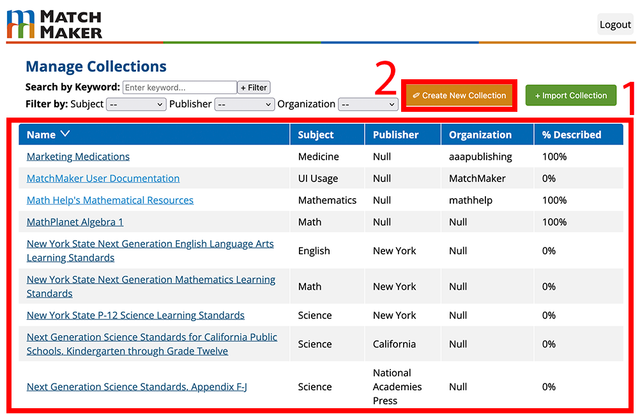 MATCH
MAKER
Logout
Manage Collections
2
Search by Keyword: Enter keyword... + Filter
Create New Collection
+ Import Collection
1
Filter by: Subject -- Publisher -- Organization --
Name Subject Publisher Organization % Described
Marketing Medications Medicine Null aaapublishing 100%
MatchMaker User Documentation UI Usage Null MatchMaker 0%
Math Help's Mathematical Resources Mathematics Null mathhelp 100%
MathPlanet Algebra 1 Math Null Null 100%
New York State Next Generation English Language Arts
Learning Standards English New York Null 0%
New York State Next Generation Mathematics Learning
Standards Math New York Null 0%
New York State P-12 Science Learning Standards Science New York Null 0%
Next Generation Science Standards for California Public
Schools, Kindergarten through Grade Twelve Science California Null 0%
Next Generation Science Standards, Appendix F-J Science National
Academies
Press Null 0%